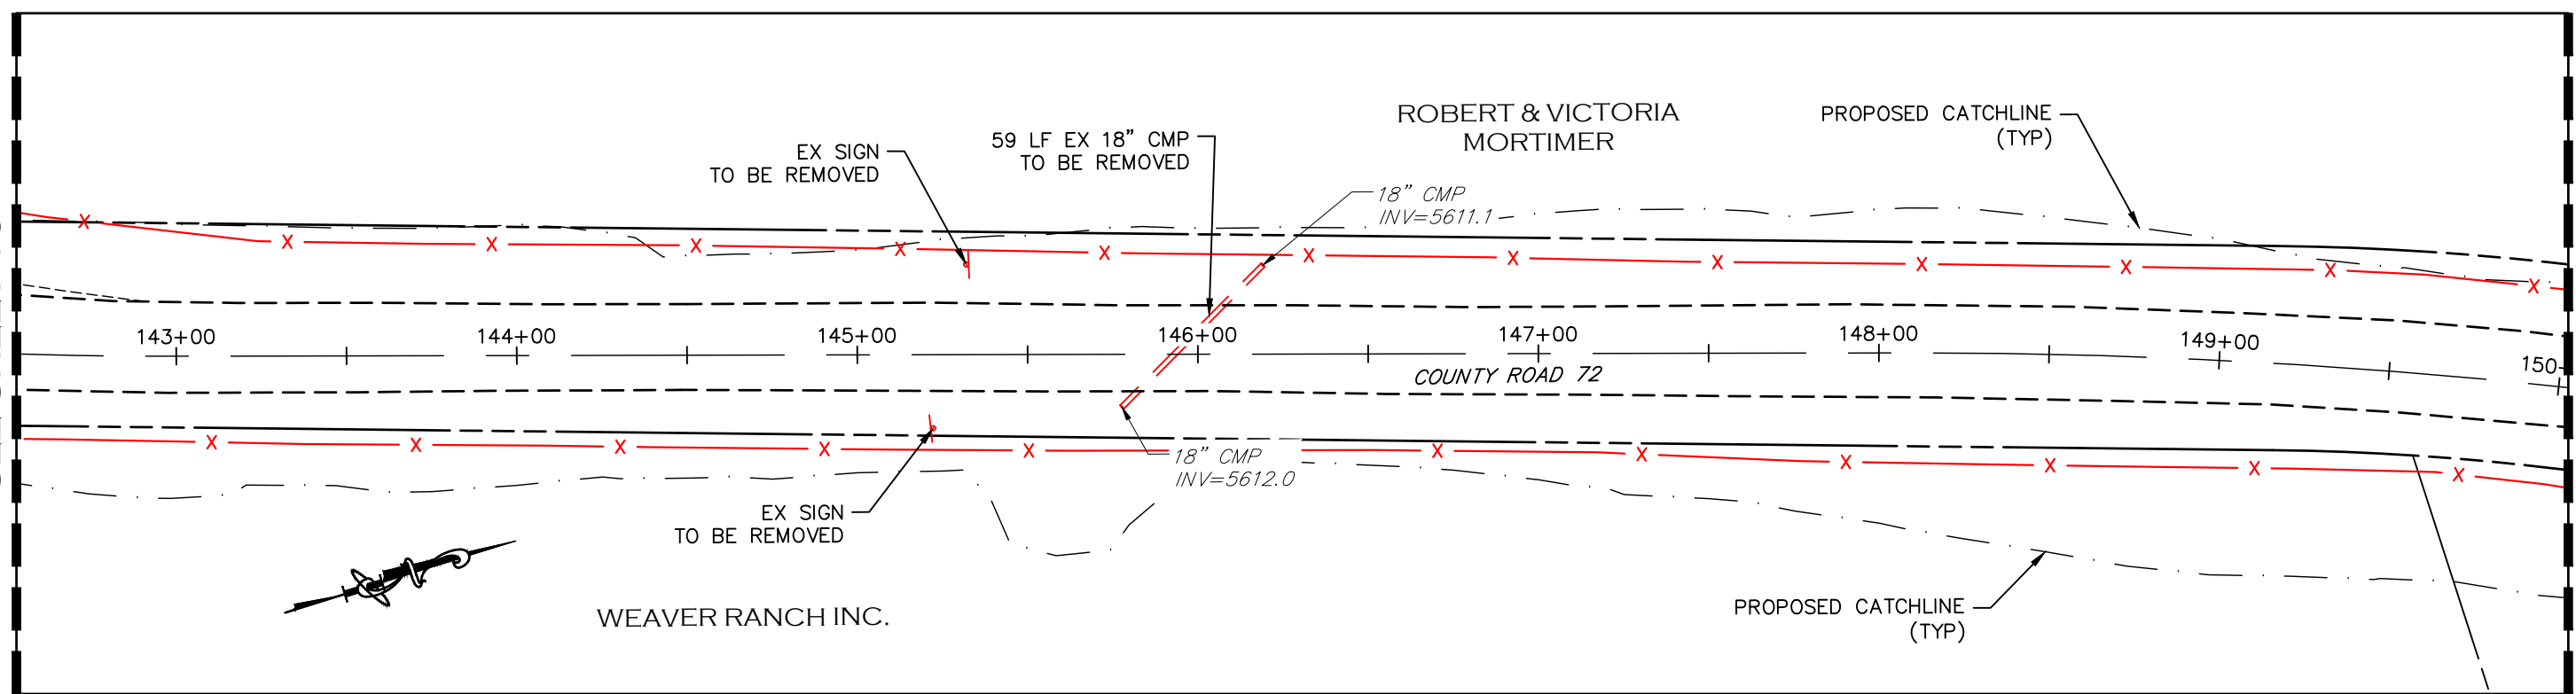 ROBERT & VICTORIA
MORTIMER
PROPOSED CATCHLINE
(TYP)
59 LF EX 18" CMP
TO BE REMOVED
EX SIGN
TO BE REMOVED
18" CMP
INV=5611.1
143+00
144+00
145+00
146+00
147+00
148+00
149+00
150
COUNTY ROAD 72
18" CMP
INV=5612.0
EX SIGN
TO BE REMOVED
WEAVER RANCH INC.
PROPOSED CATCHLINE
(TYP)